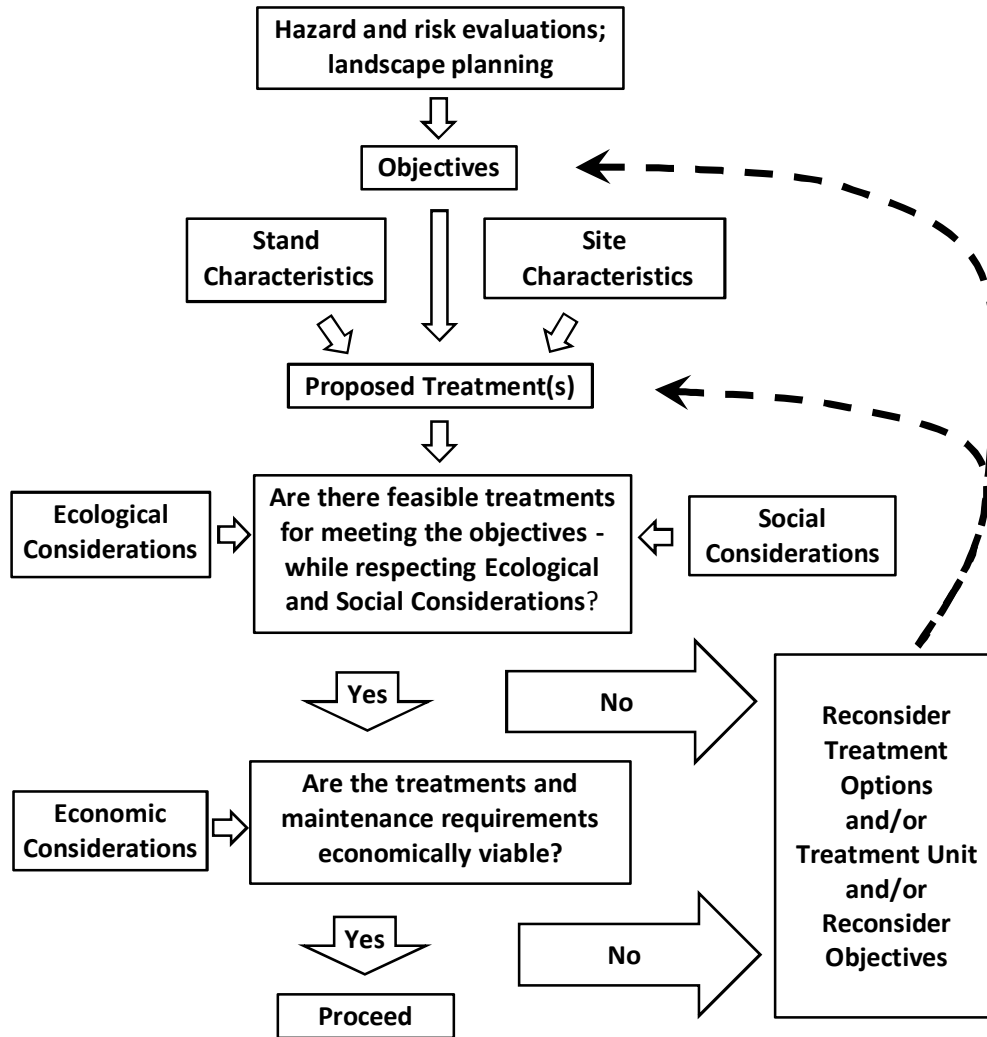 Hazard and risk evaluations;
landscape planning
Objectives
Stand
Characteristics
Site
Characteristics
Proposed Treatment(s)
Ecological
Considerations
Are there feasible treatments
for meeting the objectives -
while respecting Ecological
and Social Considerations?
Social
Considerations
Yes
No
Reconsider
Treatment
Options
and/or
Treatment Unit
and/or
Reconsider
Objectives
Economic
Considerations
Are the treatments and
maintenance requirements
economically viable?
Yes
No
Proceed